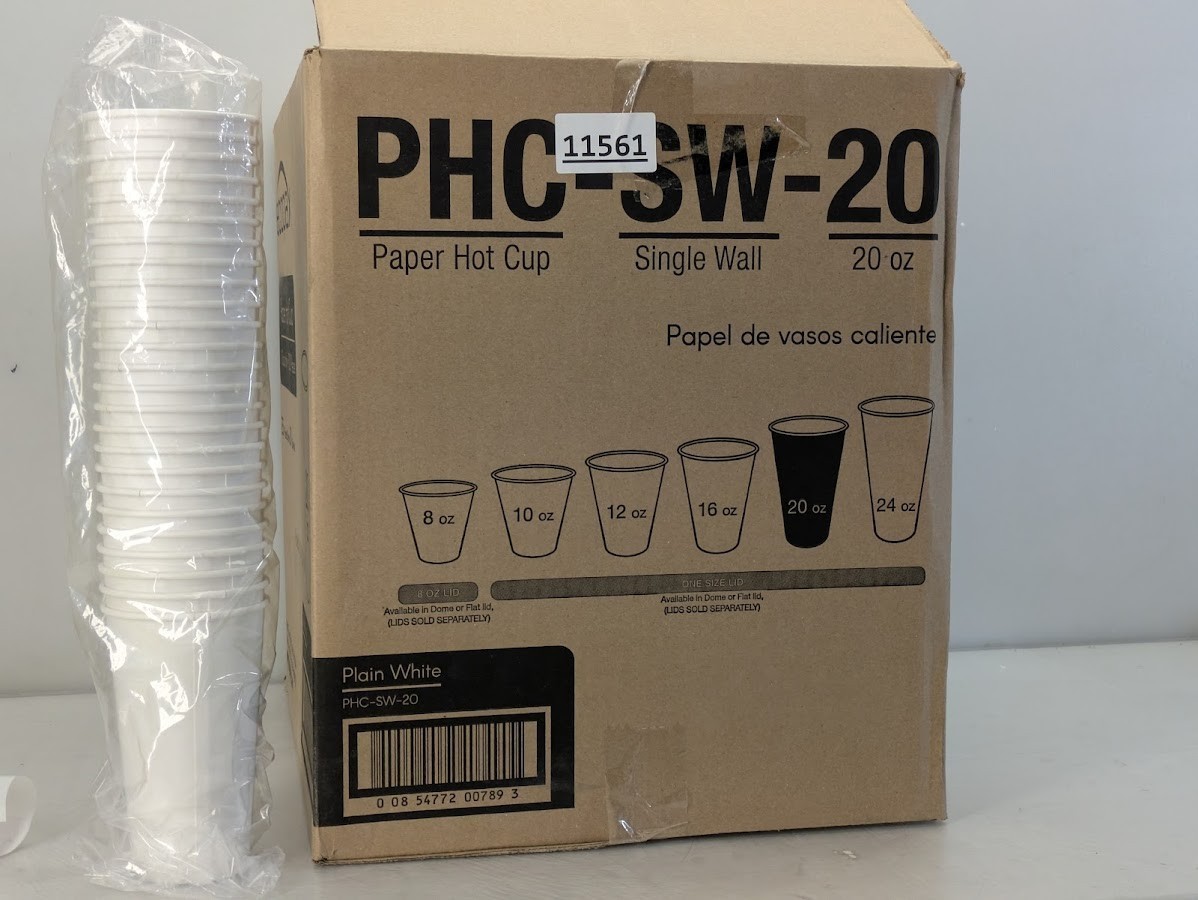 11561
PHC-SW-20
Paper Hot Cup Single Wall 20 oz
Papel de vasos caliente
8 oz 10 oz 12 oz 16 oz 20 oz 24 oz
8 OZ LID ONE SIZE LID
Available in Dome or Flat lid, Available in Dome or Flat lid,
(LIDS SOLD SEPARATELY) (LIDS SOLD SEPARATELY)
Plain White
PHC-SW-20
0 08 54772 00789 3